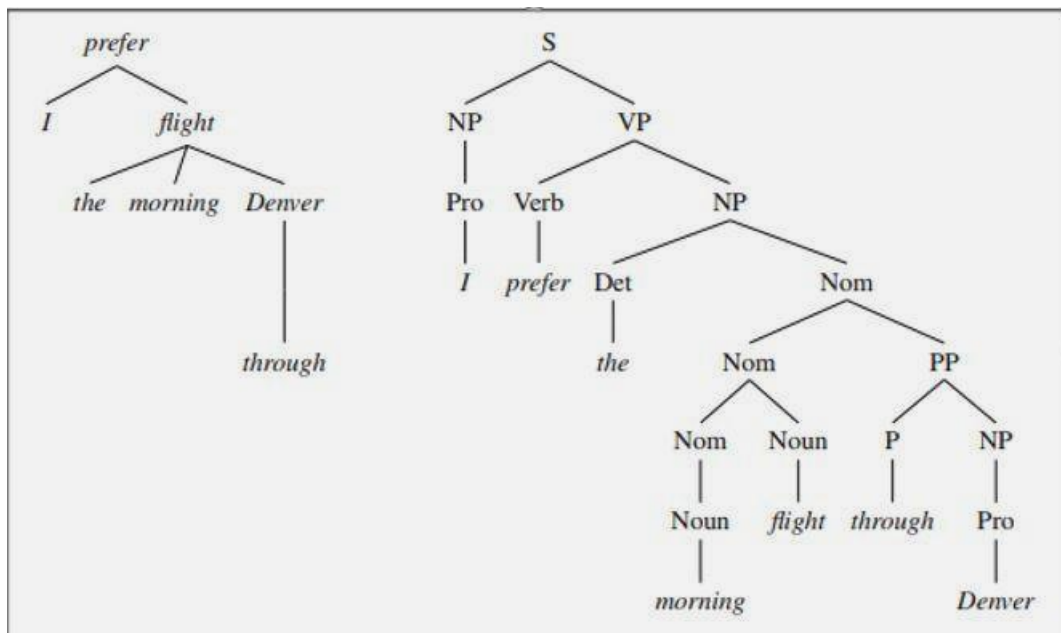 prefer
I flight
the morning Denver
through
S
NP VP
Pro Verb NP
I prefer Det Nom
the Nom PP
Nom Noun P NP
Noun flight through Pro
morning Denver